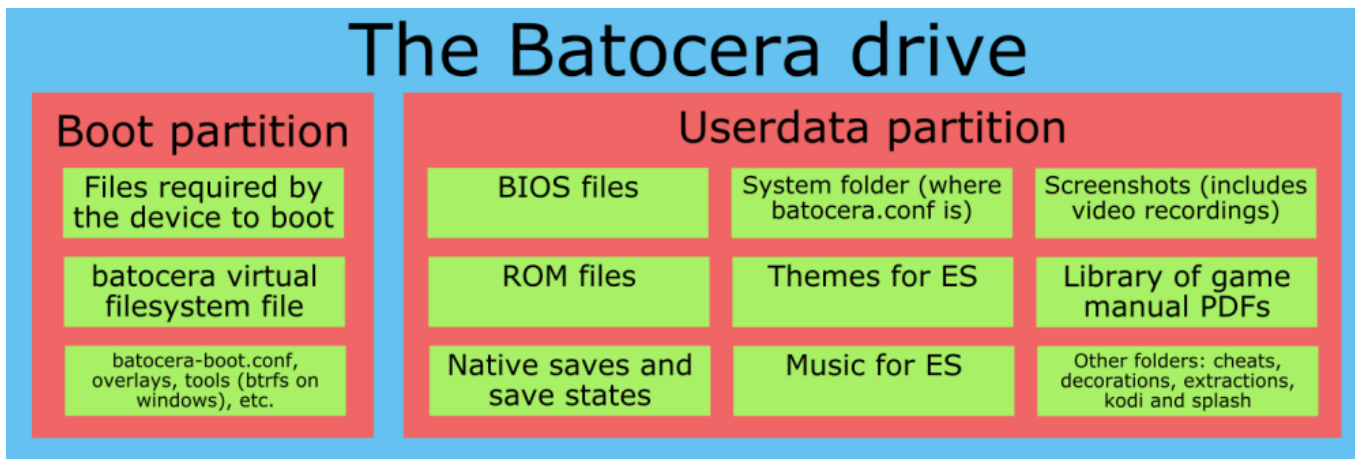 The Batocera drive
Boot partition
Files required by
the device to boot
batocera virtual
filesystem file
batocera-boot.conf,
overlays, tools (btrfs on
windows), etc.
Userdata partition
BIOS files
System folder (where
batocera.conf is)
Screenshots (includes
video recordings)
ROM files
Themes for ES
Library of game
manual PDFs
Native saves and
save states
Music for ES
Other folders: cheats,
decorations, extractions,
kodi and splash